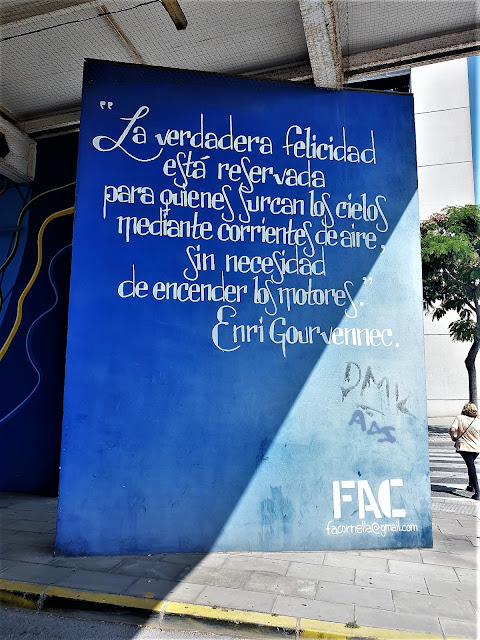 "La verdadera felicidad
está reservada
para quienes surcan los cielos
mediante corrientes de aire,
sin necesidad
de encender los motores."
Enri Gourvennec.
DMK
ADS
FAC
facornella@gmail.com